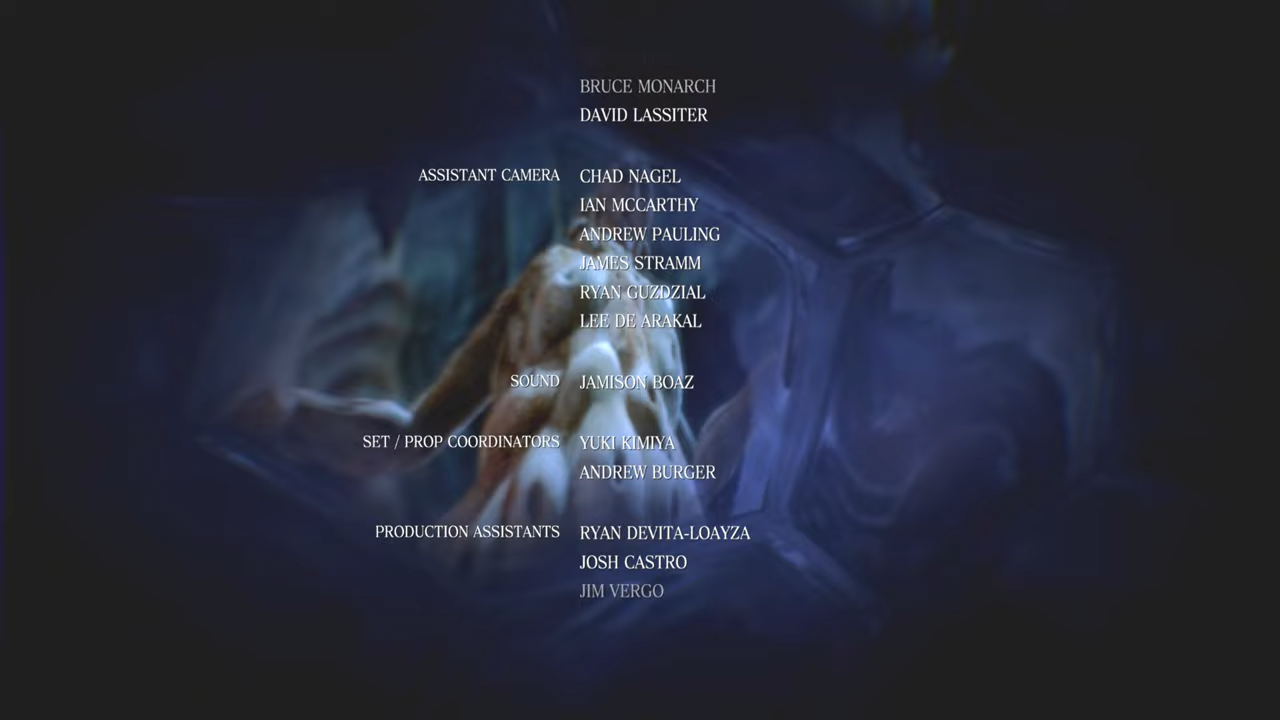 BRUCE MONARCH
DAVID LASSITER
ASSISTANT CAMERA CHAD NAGEL
IAN MCCARTHY
ANDREW PAULING
JAMES STRAMM
RYAN GUZDZIAL
LEE DE ARAKAL
SOUND JAMISON BOAZ
SET / PROP COORDINATORS YUKI KIMIYA
ANDREW BURGER
PRODUCTION ASSISTANTS RYAN DEVITA-LOAYZA
JOSH CASTRO
JIM VERGO